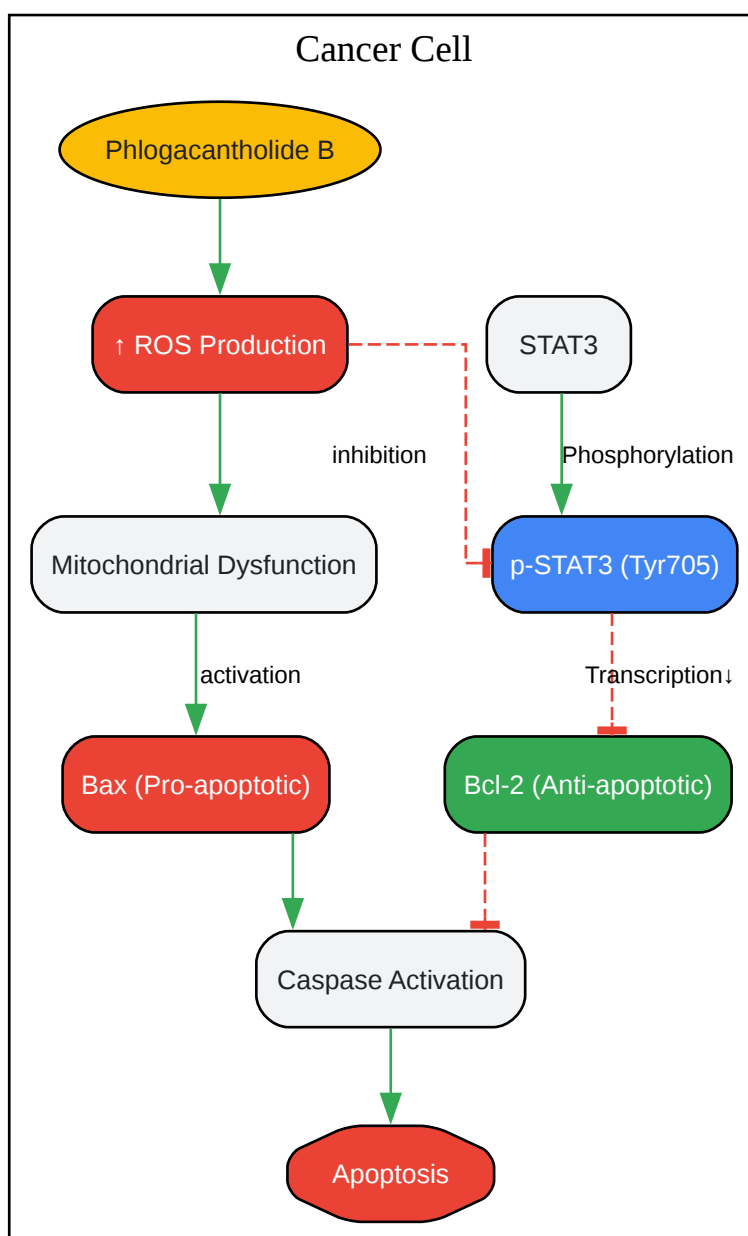 Cancer Cell
Phlogacantholide B
↑ ROS Production
STAT3
inhibition
Phosphorylation
Mitochondrial Dysfunction
p-STAT3 (Tyr705)
activation
Transcription↓
Bax (Pro-apoptotic)
Bcl-2 (Anti-apoptotic)
Caspase Activation
Apoptosis